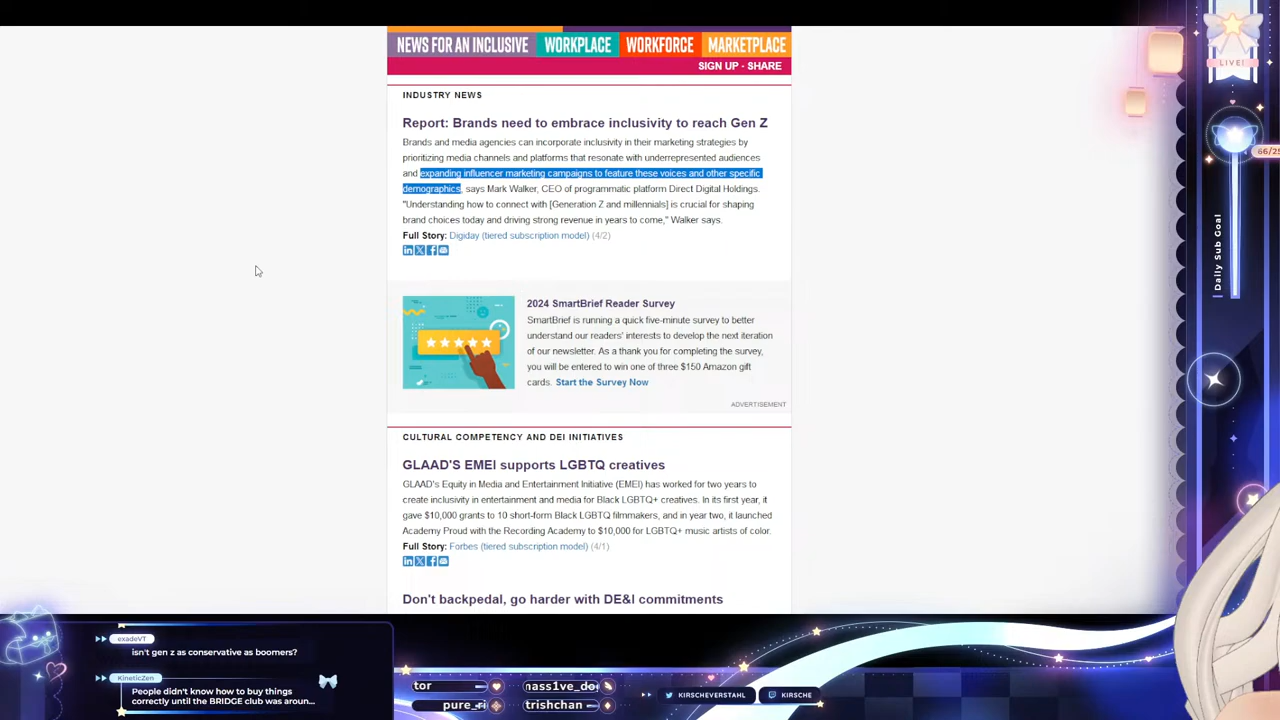 NEWS FOR AN INCLUSIVE WORKPLACE WORKFORCE MARKETPLACE
SIGN UP · SHARE
INDUSTRY NEWS
Report: Brands need to embrace inclusivity to reach Gen Z
Brands and media agencies can incorporate inclusivity in their marketing strategies by
prioritizing media channels and platforms that resonate with underrepresented audiences
and expanding influencer marketing campaigns to feature these voices and other specific
demographics, says Mark Walker, CEO of programmatic platform Direct Digital Holdings.
"Understanding how to connect with [Generation Z and millennials] is crucial for shaping
brand choices today and driving strong revenue in years to come," Walker says.
Full Story: Digiday (tiered subscription model) (4/2)
2024 SmartBrief Reader Survey
SmartBrief is running a quick five-minute survey to better
understand our readers' interests to develop the next iteration
of our newsletter. As a thank you for completing the survey,
you will be entered to win one of three $150 Amazon gift
cards. Start the Survey Now
ADVERTISEMENT
CULTURAL COMPETENCY AND DEI INITIATIVES
GLAAD'S EMEI supports LGBTQ creatives
GLAAD's Equity in Media and Entertainment Initiative (EMEI) has worked for two years to
create inclusivity in entertainment and media for Black LGBTQ+ creatives. In its first year, it
gave $10,000 grants to 10 short-form Black LGBTQ filmmakers, and in year two, it launched
Academy Proud with the Recording Academy to $10,000 for LGBTQ+ music artists of color.
Full Story: Forbes (tiered subscription model) (4/1)
Don't backpedal, go harder with DE&I commitments
LIVE!
66/25
Daily Sub Goal
exadeVT
isn't gen z as conservative as boomers?
KineticZen
People didn't know how to buy things
correctly until the BRIDGE club was aroun...
tor
mass1ve_do
pure_
trishchan
KIRSCHEVERSTAHL
KIRSCHE